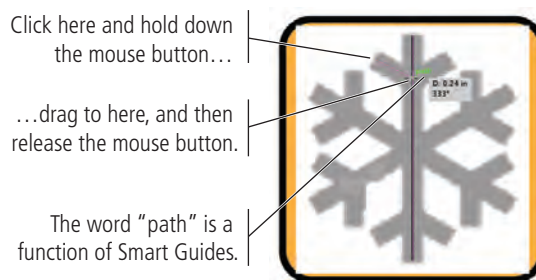 Click here and hold down
the mouse button…
…drag to here, and then
release the mouse button.
The word “path” is a
function of Smart Guides.
D: 0.24 in